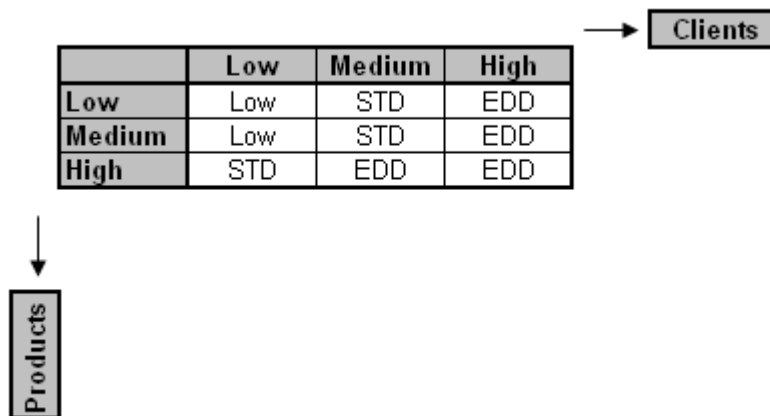 Clients
Low Medium High
Low Low STD EDD
Medium Low STD EDD
High STD EDD EDD
Products